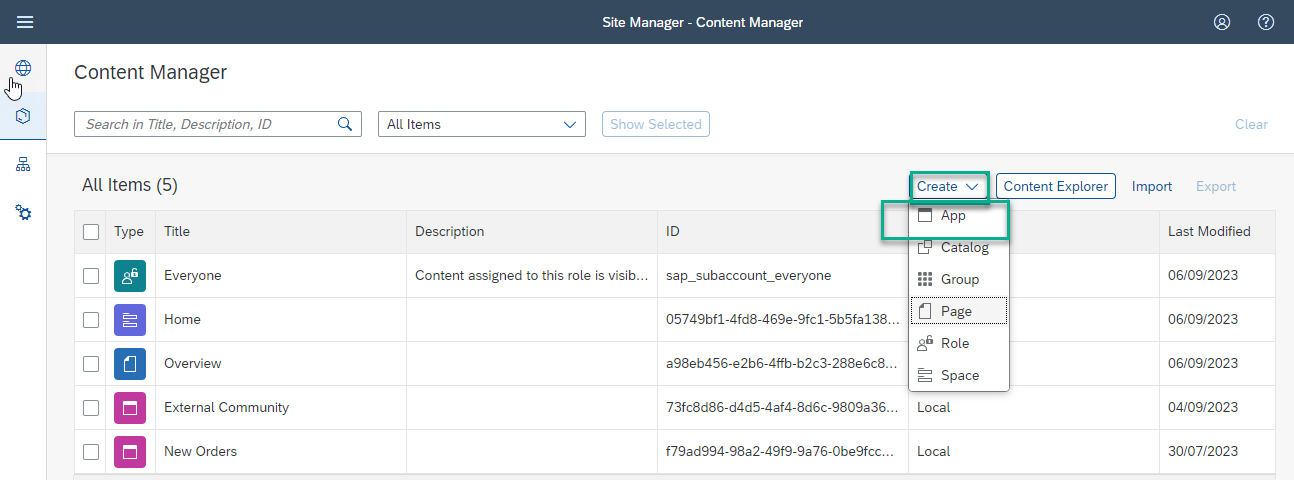 Site Manager - Content Manager
Content Manager
Search in Title, Description, ID
All Items
Show Selected
Clear
All Items (5)
Create
Content Explorer
Import
Export
Type
Title
Description
ID
Last Modified
App
Catalog
Group
Page
Role
Space
Everyone
Content assigned to this role is visib...
sap_subaccount_everyone
06/09/2023
Home
05749bf1-4fd8-469e-9fc1-5b5fa138...
06/09/2023
Overview
a98eb456-e2b6-4ffb-b2c3-288e6c8...
06/09/2023
External Community
73fc8d86-d4d5-4af4-8d6c-9809a36...
Local
04/09/2023
New Orders
f79ad994-98a2-49f9-9a76-0be9fcc...
Local
30/07/2023